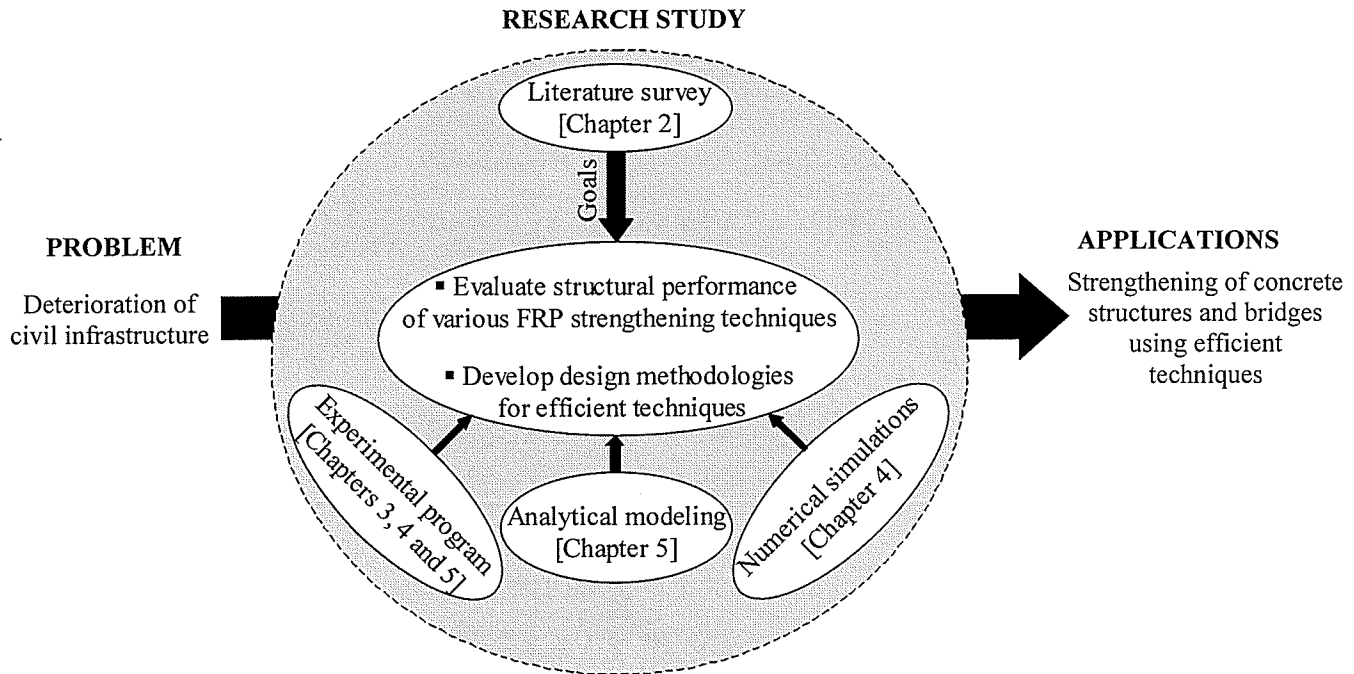 RESEARCH STUDY
Literature survey
[Chapter 2]
Goals
PROBLEM
Deterioration of
civil infrastructure
▪ Evaluate structural performance
of various FRP strengthening techniques
▪ Develop design methodologies
for efficient techniques
APPLICATIONS
Strengthening of concrete
structures and bridges
using efficient
techniques
Experimental program
[Chapters 3, 4 and 5]
Analytical modeling
[Chapter 5]
Numerical simulations
[Chapter 4]